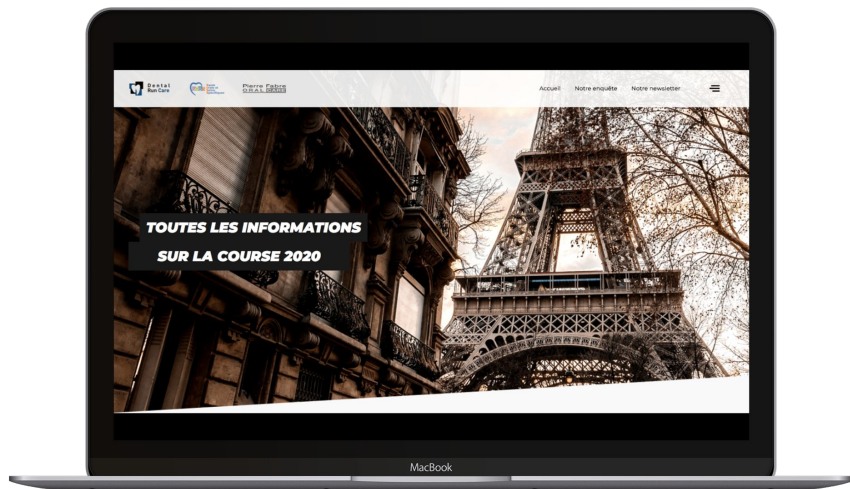 Dental
Run Care
Pierre Fabre
ORAL CARE
Accueil
Notre enquête
Notre newsletter
TOUTES LES INFORMATIONS
SUR LA COURSE 2020
MacBook